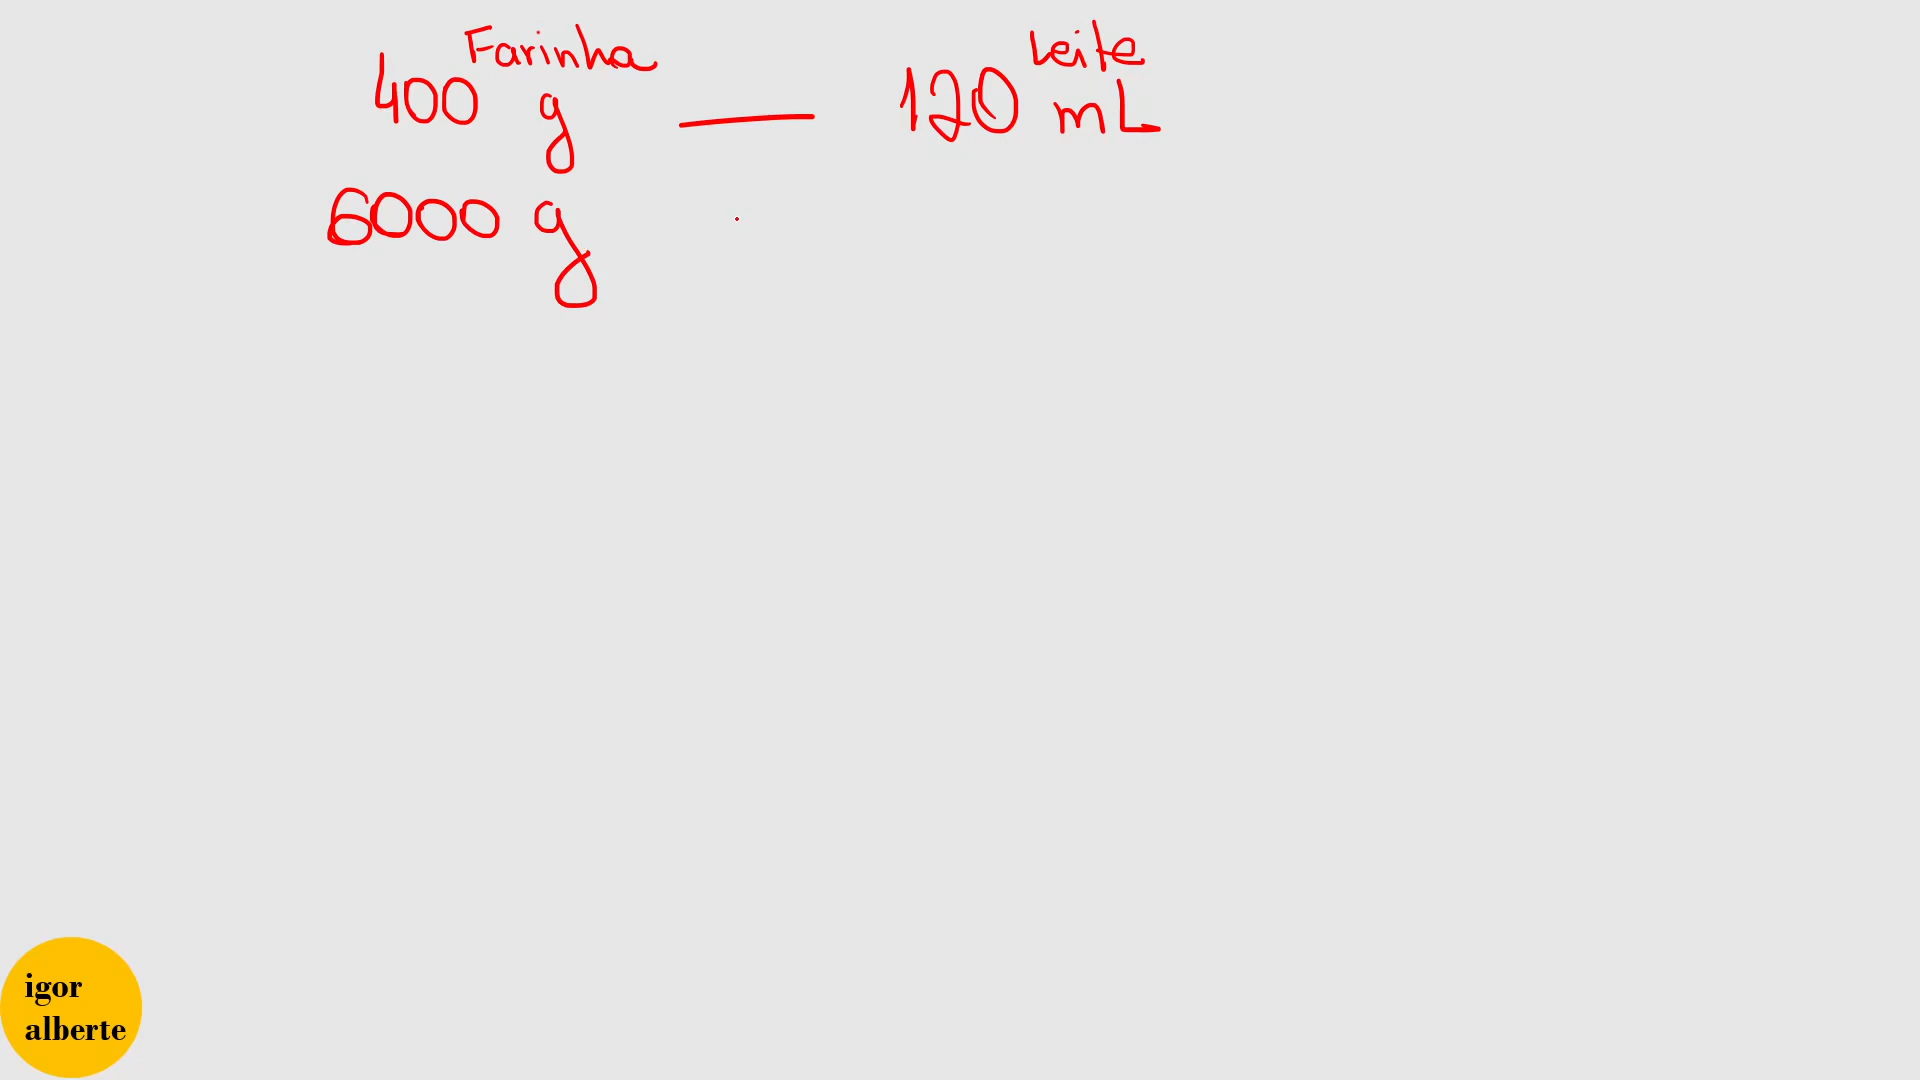 Farinha Leite
400 g — 120 mL
6000 g
igor
alberte